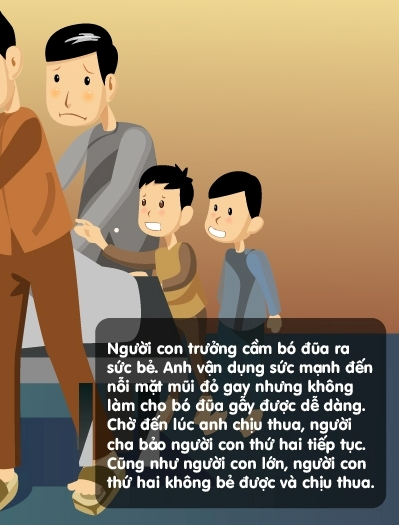 Người con trưởng cầm bó đũa ra
sức bẻ. Anh vận dụng sức mạnh đến
nỗi mặt mũi đỏ gay nhưng không
làm cho bó đũa gãy được dễ dàng.
Chờ đến lúc anh chịu thua, người
cha bảo người con thứ hai tiếp tục.
Cũng như người con lớn, người con
thứ hai không bẻ được và chịu thua.